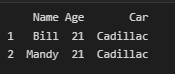 Name Age Car
1 Bill 21 Cadillac
2 Mandy 21 Cadillac